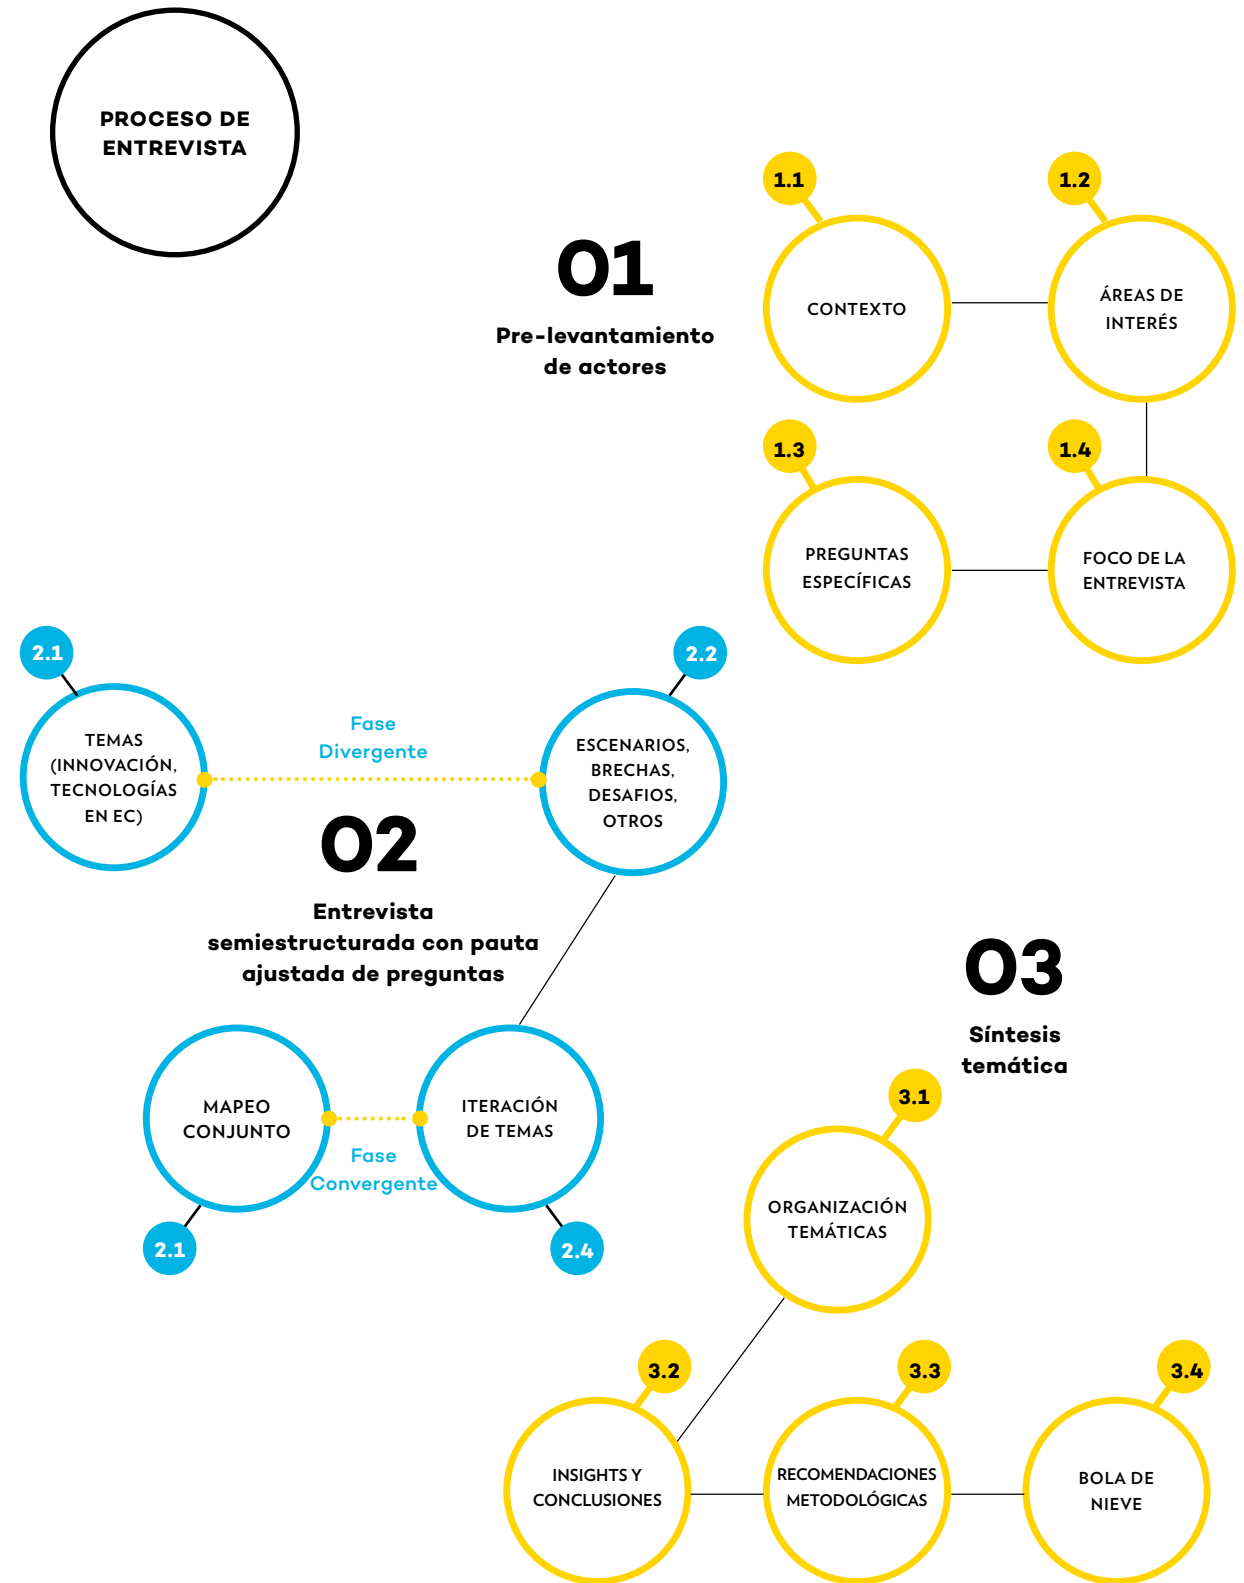 PROCESO DE
ENTREVISTA
01
Pre-levantamiento
de actores
1.1
CONTEXTO
1.2
ÁREAS DE
INTERÉS
1.3
PREGUNTAS
ESPECÍFICAS
1.4
FOCO DE LA
ENTREVISTA
2.1
TEMAS
(INNOVACIÓN,
TECNOLOGÍAS
EN EC)
Fase
Divergente
2.2
ESCENARIOS,
BRECHAS,
DESAFIOS,
OTROS
02
Entrevista
semiestructurada con pauta
ajustada de preguntas
MAPEO
CONJUNTO
2.1
Fase
Convergente
ITERACIÓN
DE TEMAS
2.4
03
Síntesis
temática
3.1
ORGANIZACIÓN
TEMÁTICAS
3.2
INSIGHTS Y
CONCLUSIONES
3.3
RECOMENDACIONES
METODOLÓGICAS
3.4
BOLA DE
NIEVE